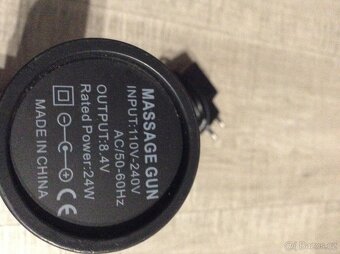 MASSAGE GUN
INPUT:110V-240V
AC/50-60Hz
OUTPUT:8.4V
Rated Power:24W
MADE IN CHINA